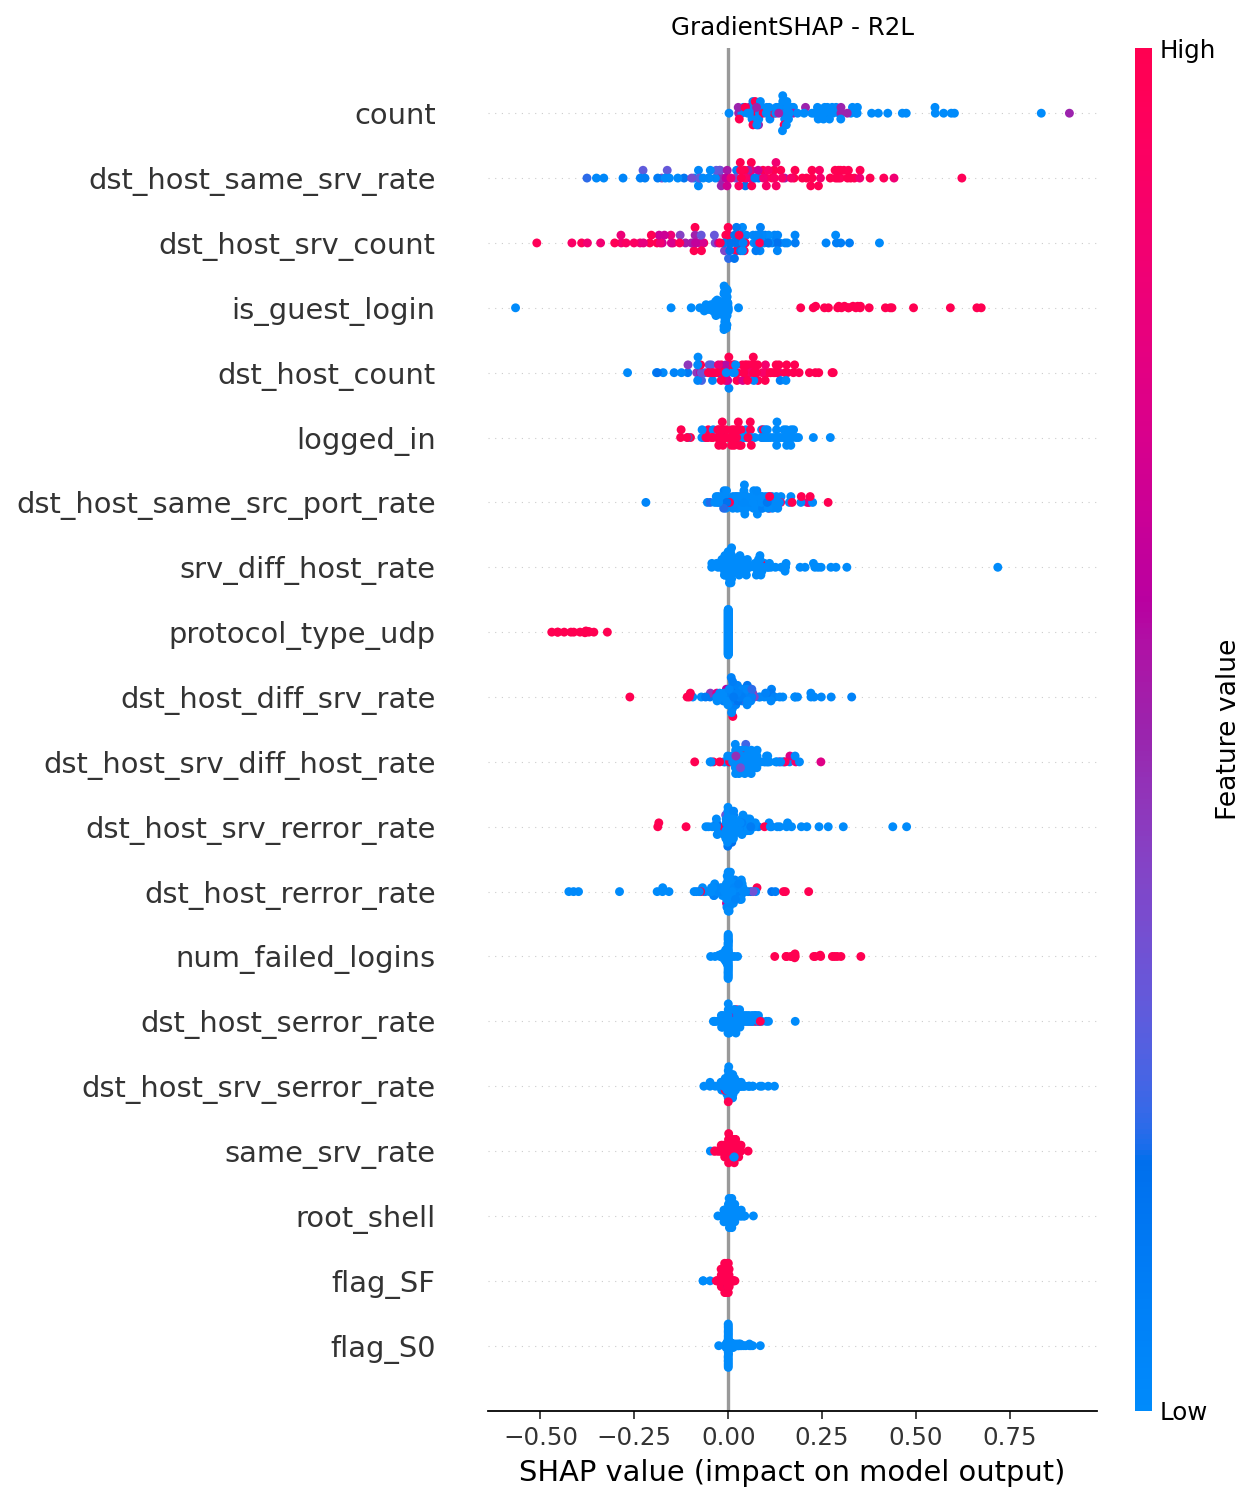 GradientSHAP - R2L
High
count
dst_host_same_srv_rate
dst_host_srv_count
is_guest_login
dst_host_count
logged_in
dst_host_same_src_port_rate
srv_diff_host_rate
protocol_type_udp
dst_host_diff_srv_rate
dst_host_srv_diff_host_rate
dst_host_srv_rerror_rate
dst_host_rerror_rate
num_failed_logins
dst_host_serror_rate
dst_host_srv_serror_rate
same_srv_rate
root_shell
flag_SF
flag_S0
Feature value
Low
−0.50 −0.25 0.00 0.25 0.50 0.75
SHAP value (impact on model output)